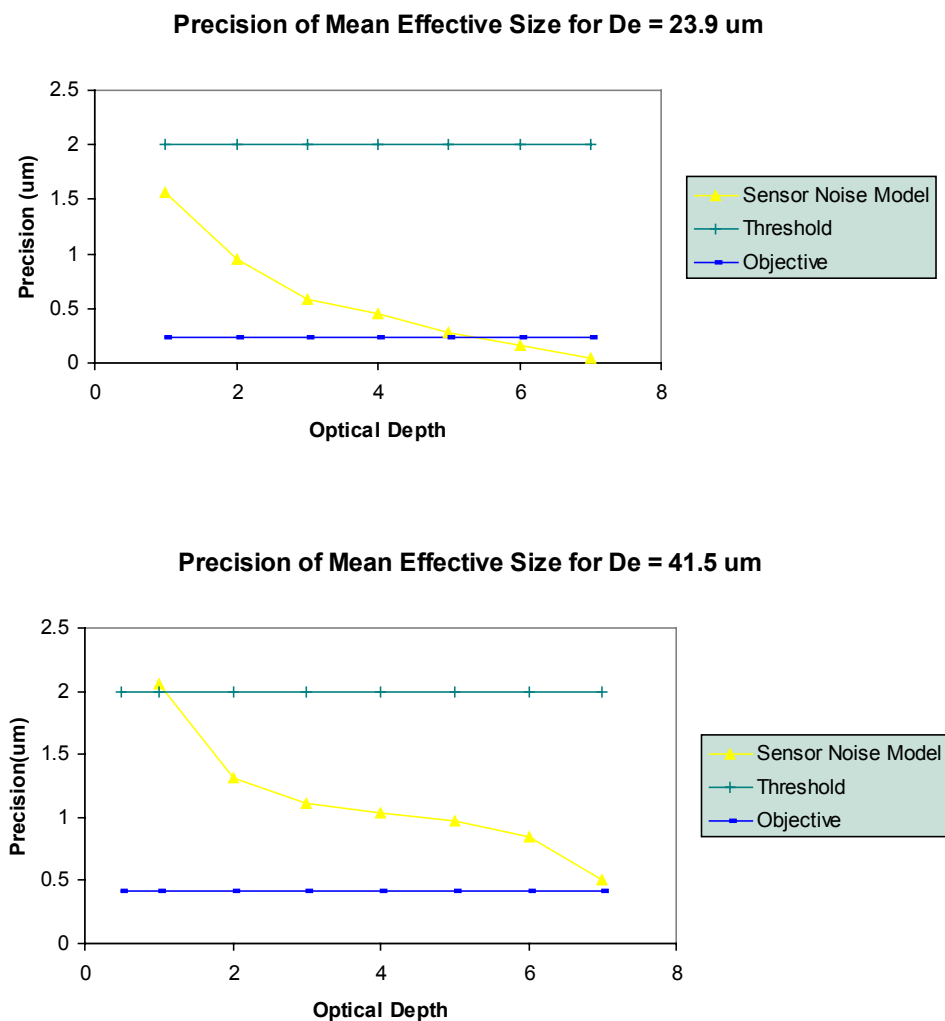 Precision of Mean Effective Size for De = 23.9 um
2.5
2
1.5
1
0.5
0
Precision (um)
0 2 4 6 8
Optical Depth
Sensor Noise Model
Threshold
Objective
Precision of Mean Effective Size for De = 41.5 um
2.5
2
1.5
1
0.5
0
Precision(um)
0 2 4 6 8
Optical Depth
Sensor Noise Model
Threshold
Objective